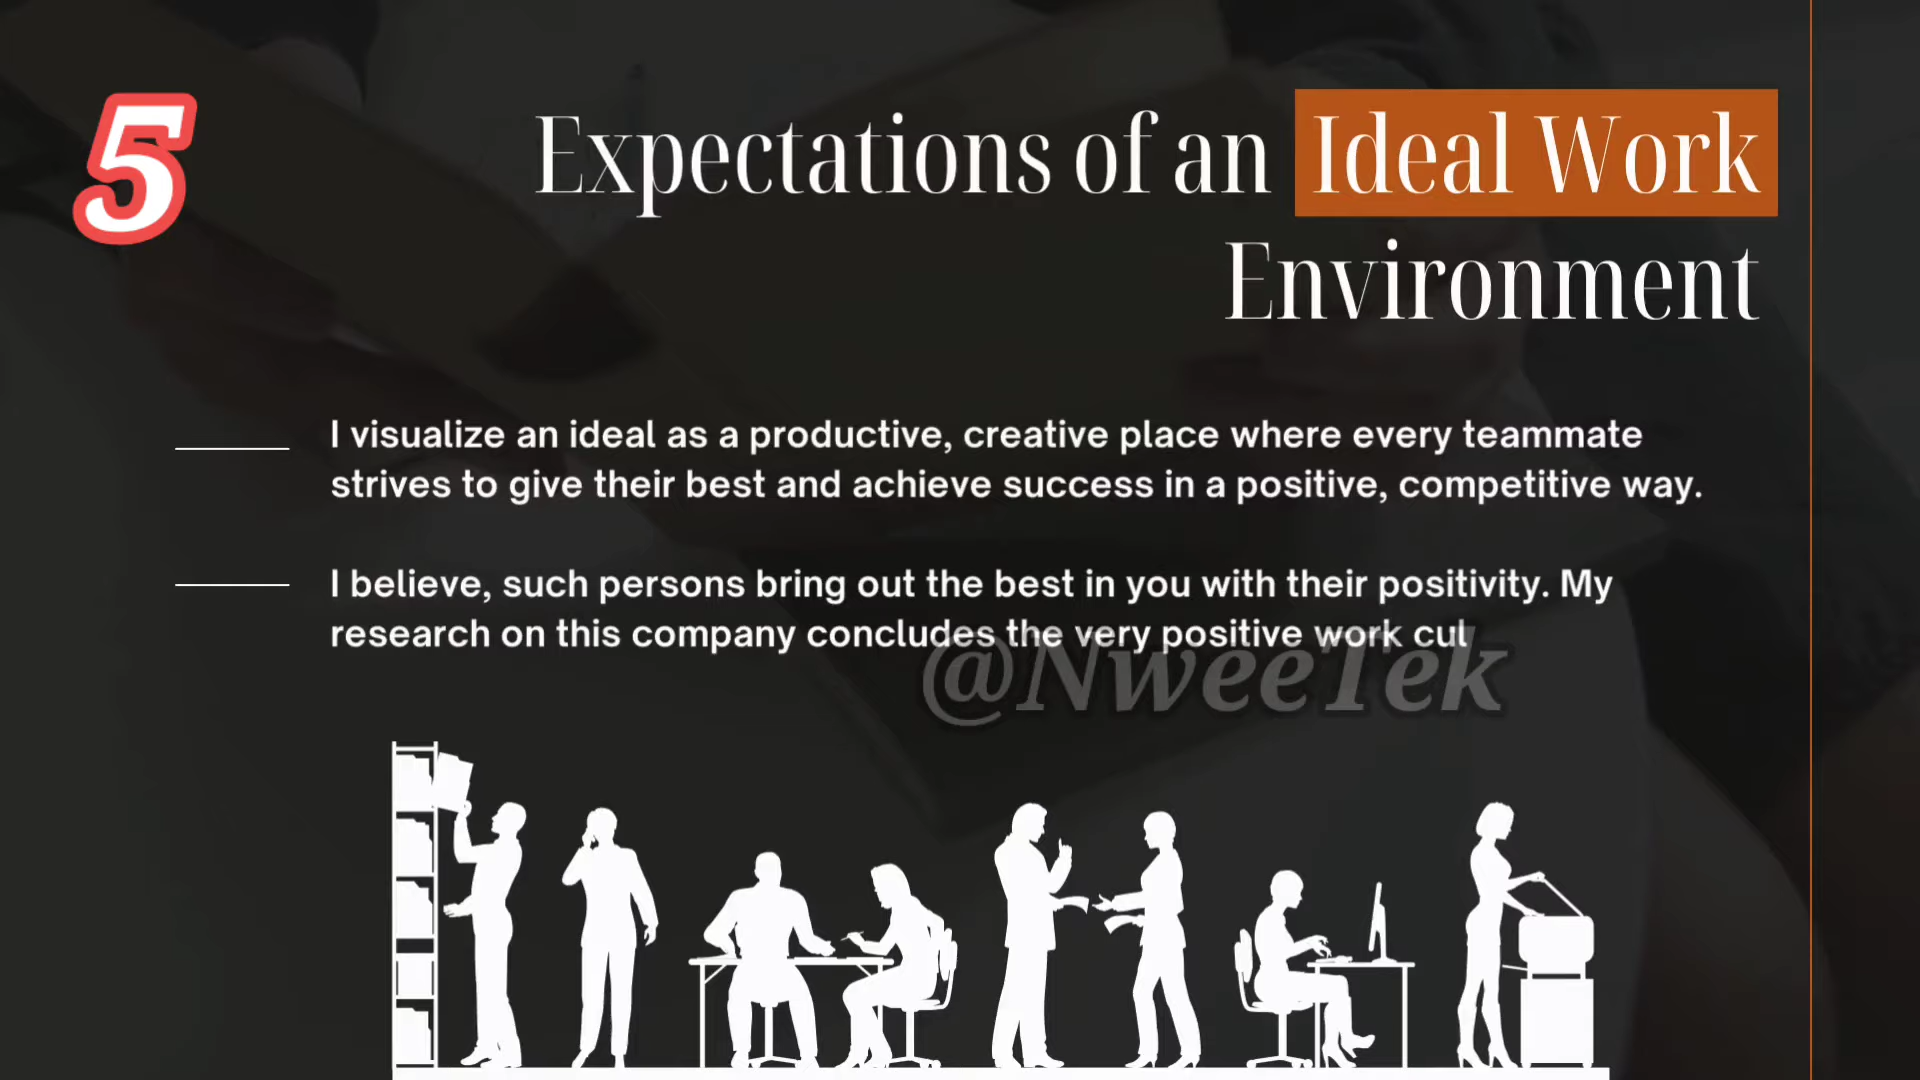 5
Expectations of an Ideal Work
Environment
I visualize an ideal as a productive, creative place where every teammate
strives to give their best and achieve success in a positive, competitive way.
I believe, such persons bring out the best in you with their positivity. My
research on this company concludes the very positive work cul
@NweeTek